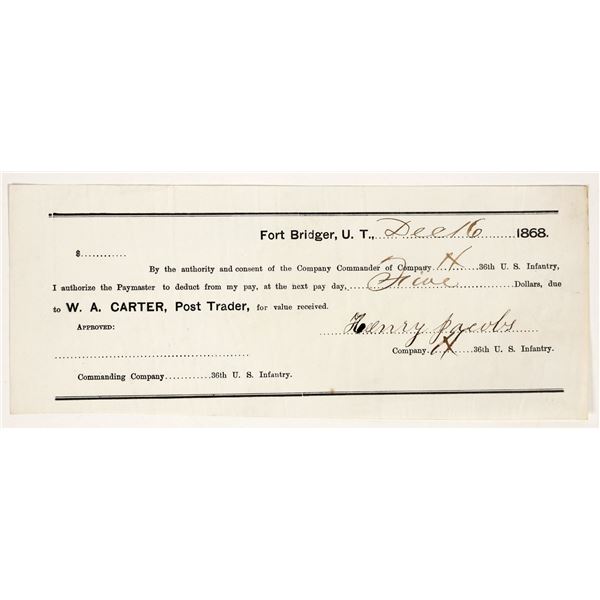 Fort Bridger, U. T., Dec 16 1868.
$............
By the authority and consent of the Company Commander of Company H 36th U. S. Infantry,
I authorize the Paymaster to deduct from my pay, at the next pay day, Five Dollars, due
to W. A. CARTER, Post Trader, for value received.
APPROVED:
Henry Jacobs
Company H 36th U. S. Infantry.
Commanding Company............36th U. S. Infantry.